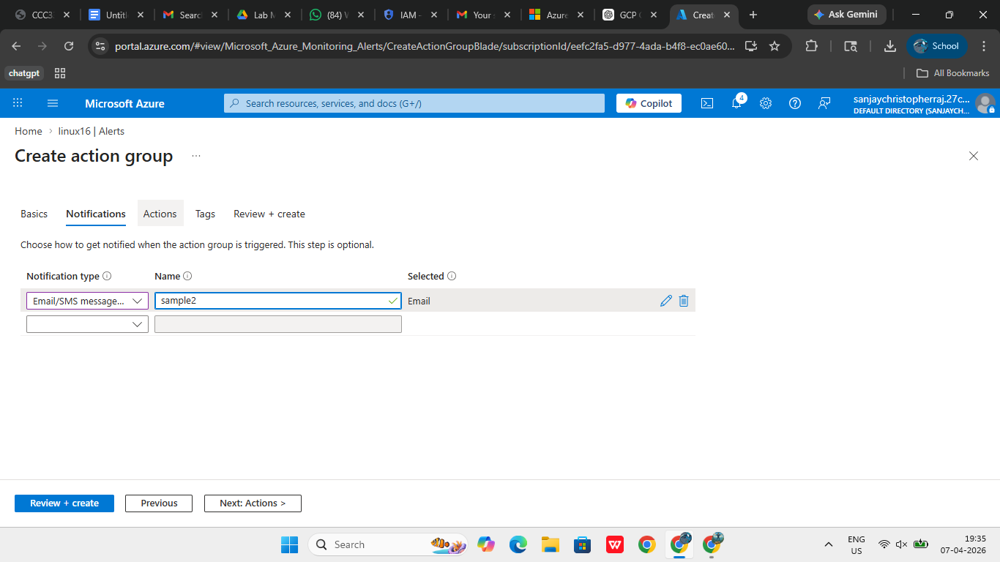 CCC3.
Untitl
Searc
Lab M
(84) V
IAM -
Your s
Azure
GCP C
Create
Ask Gemini
portal.azure.com/#view/Microsoft_Azure_Monitoring_Alerts/CreateActionGroupBlade/subscriptionId/eefc2fa5-d977-4ada-b4f8-ec0ae60...
School
chatgpt
All Bookmarks
Microsoft Azure
Search resources, services, and docs (G+/)
Copilot
4
sanjaychristopherraj.27c...
DEFAULT DIRECTORY (SANJAYCH...
Home > linux16 | Alerts
Create action group ...
Basics Notifications Actions Tags Review + create
Choose how to get notified when the action group is triggered. This step is optional.
Notification type Name Selected
Email/SMS message... sample2 Email
Review + create Previous Next: Actions >
Search
ENG
US
19:35
07-04-2026